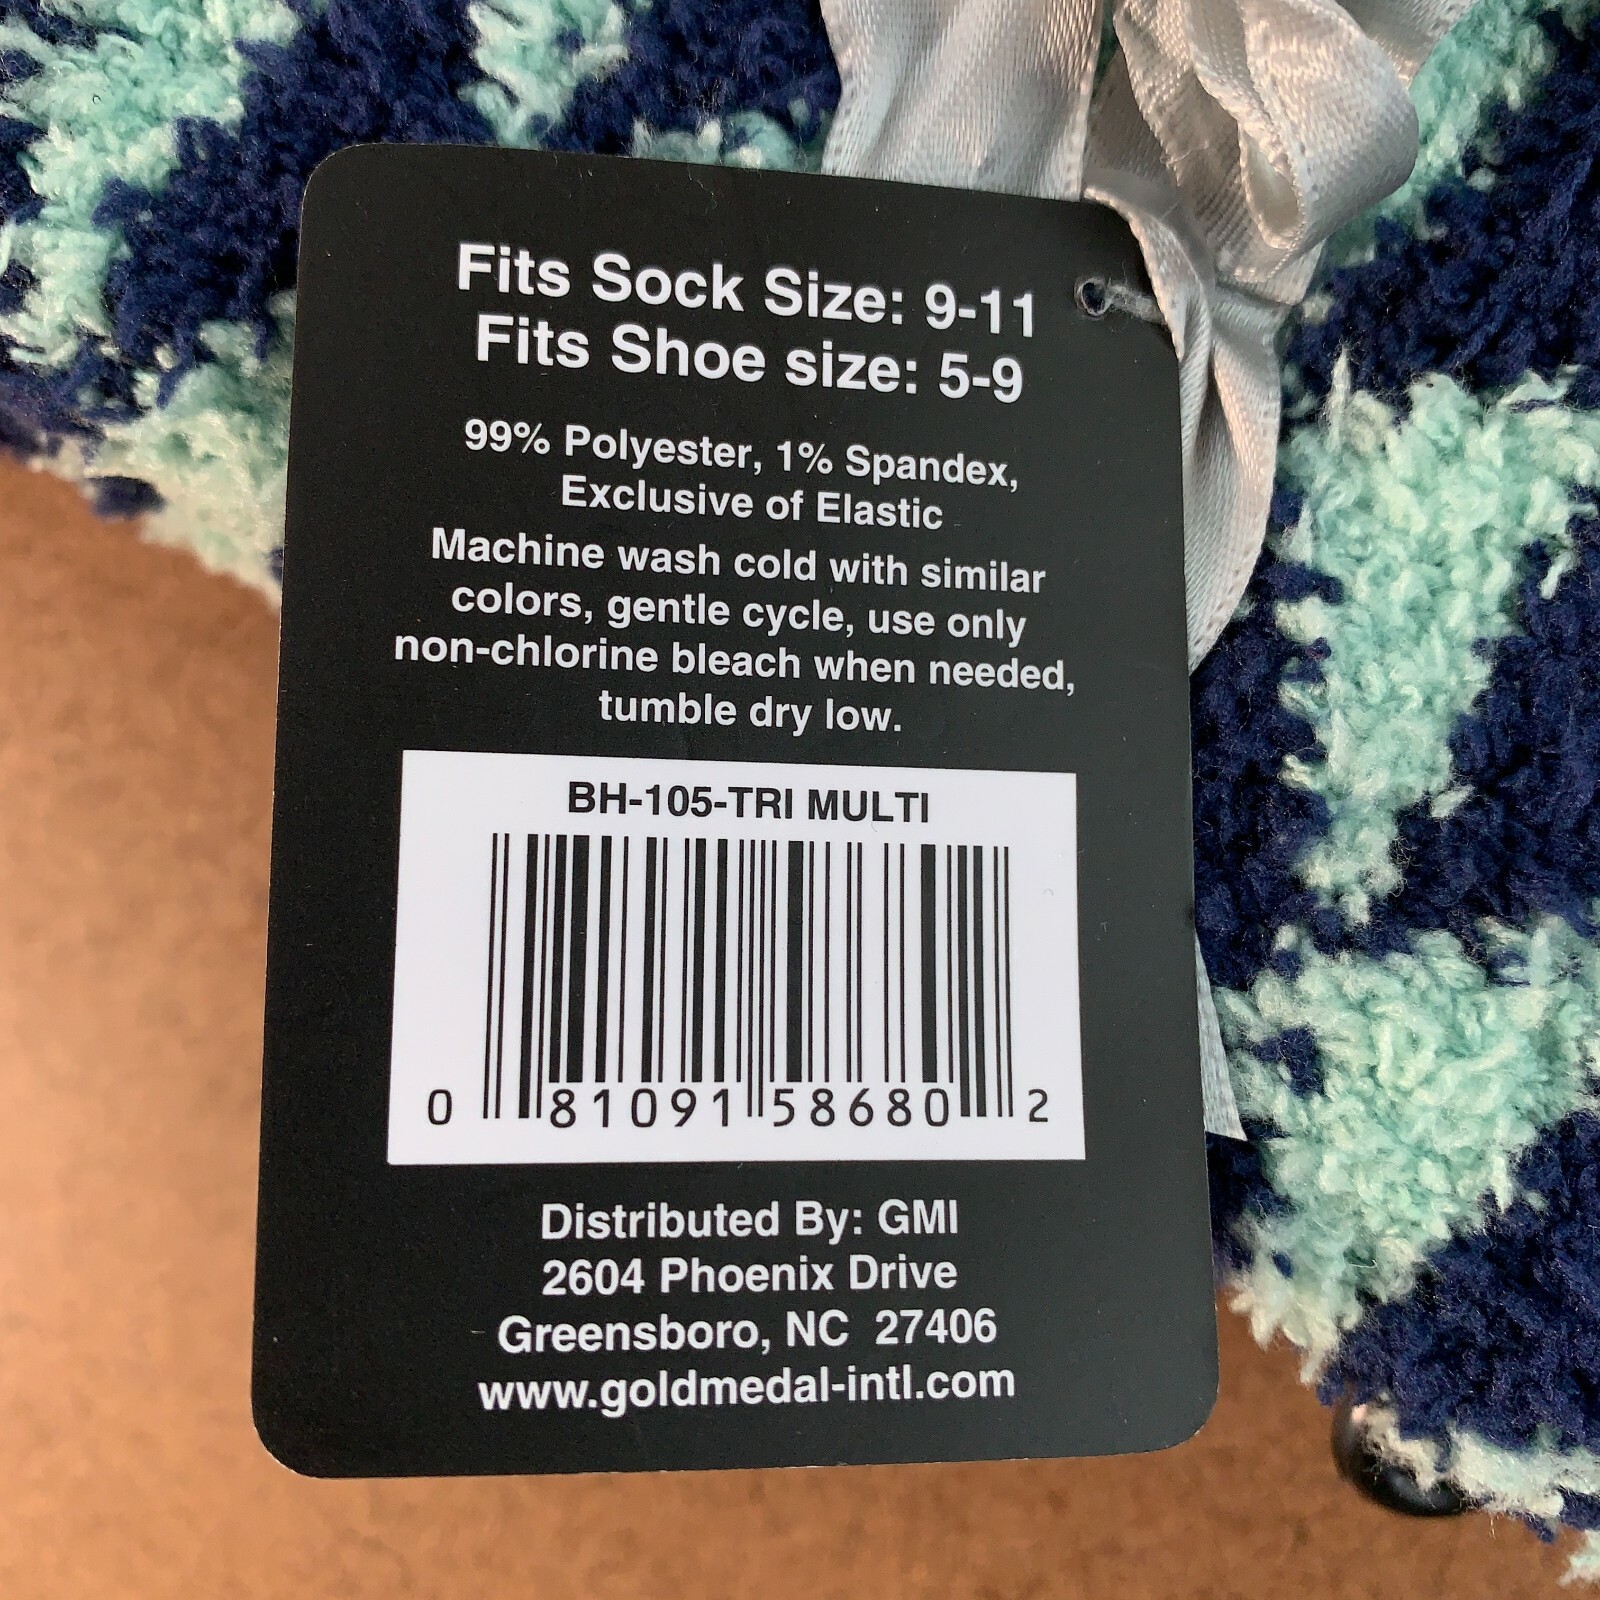 Fits Sock Size: 9-11
Fits Shoe size: 5-9
99% Polyester, 1% Spandex,
Exclusive of Elastic
Machine wash cold with similar
colors, gentle cycle, use only
non-chlorine bleach when needed,
tumble dry low.
BH-105-TRI MULTI
0 81091 58680 2
Distributed By: GMI
2604 Phoenix Drive
Greensboro, NC 27406
www.goldmedal-intl.com